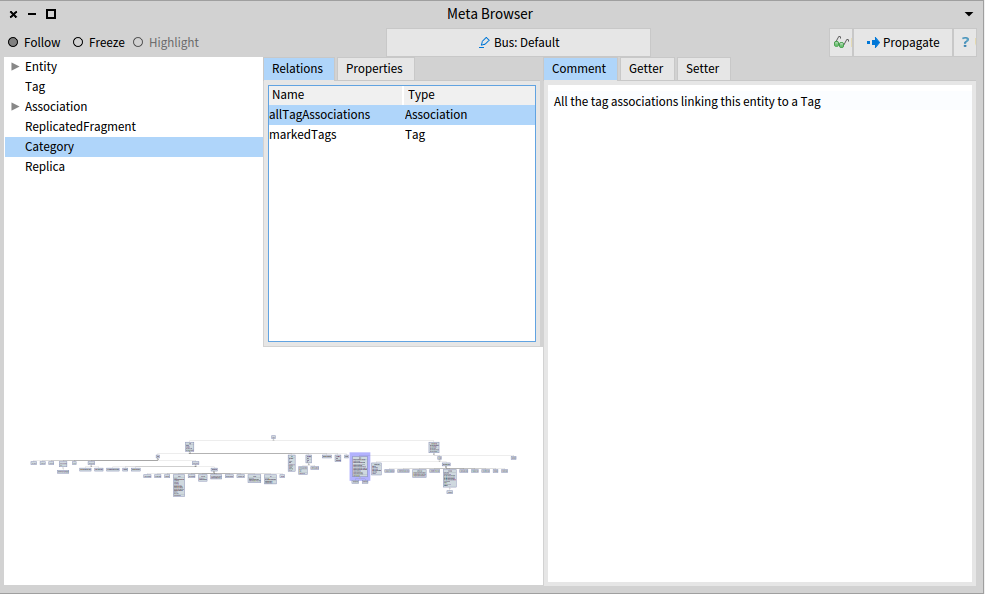 Meta Browser
Follow Freeze Highlight Bus: Default Propagate ?
Entity
Tag
Association
ReplicatedFragment
Category
Replica
Relations Properties
Name Type
allTagAssociations Association
markedTags Tag
Comment Getter Setter
All the tag associations linking this entity to a Tag